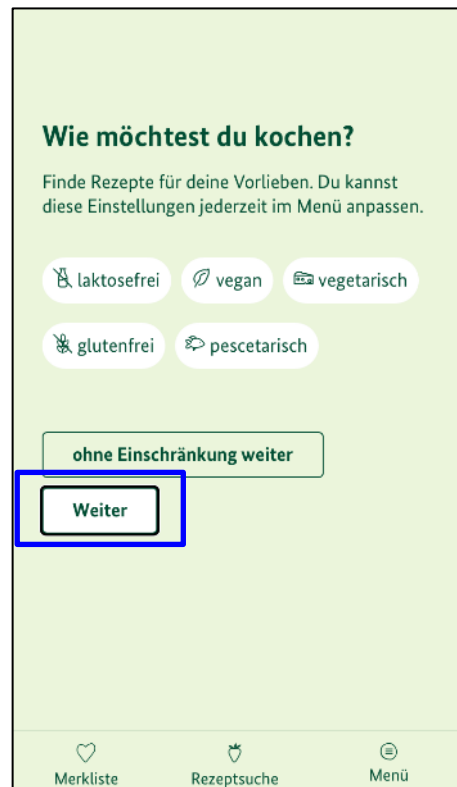 Wie möchtest du kochen?
Finde Rezepte für deine Vorlieben. Du kannst
diese Einstellungen jederzeit im Menü anpassen.
laktosefrei vegan vegetarisch
glutenfrei pescetarisch
ohne Einschränkung weiter
Weiter
Merkliste Rezeptsuche Menü